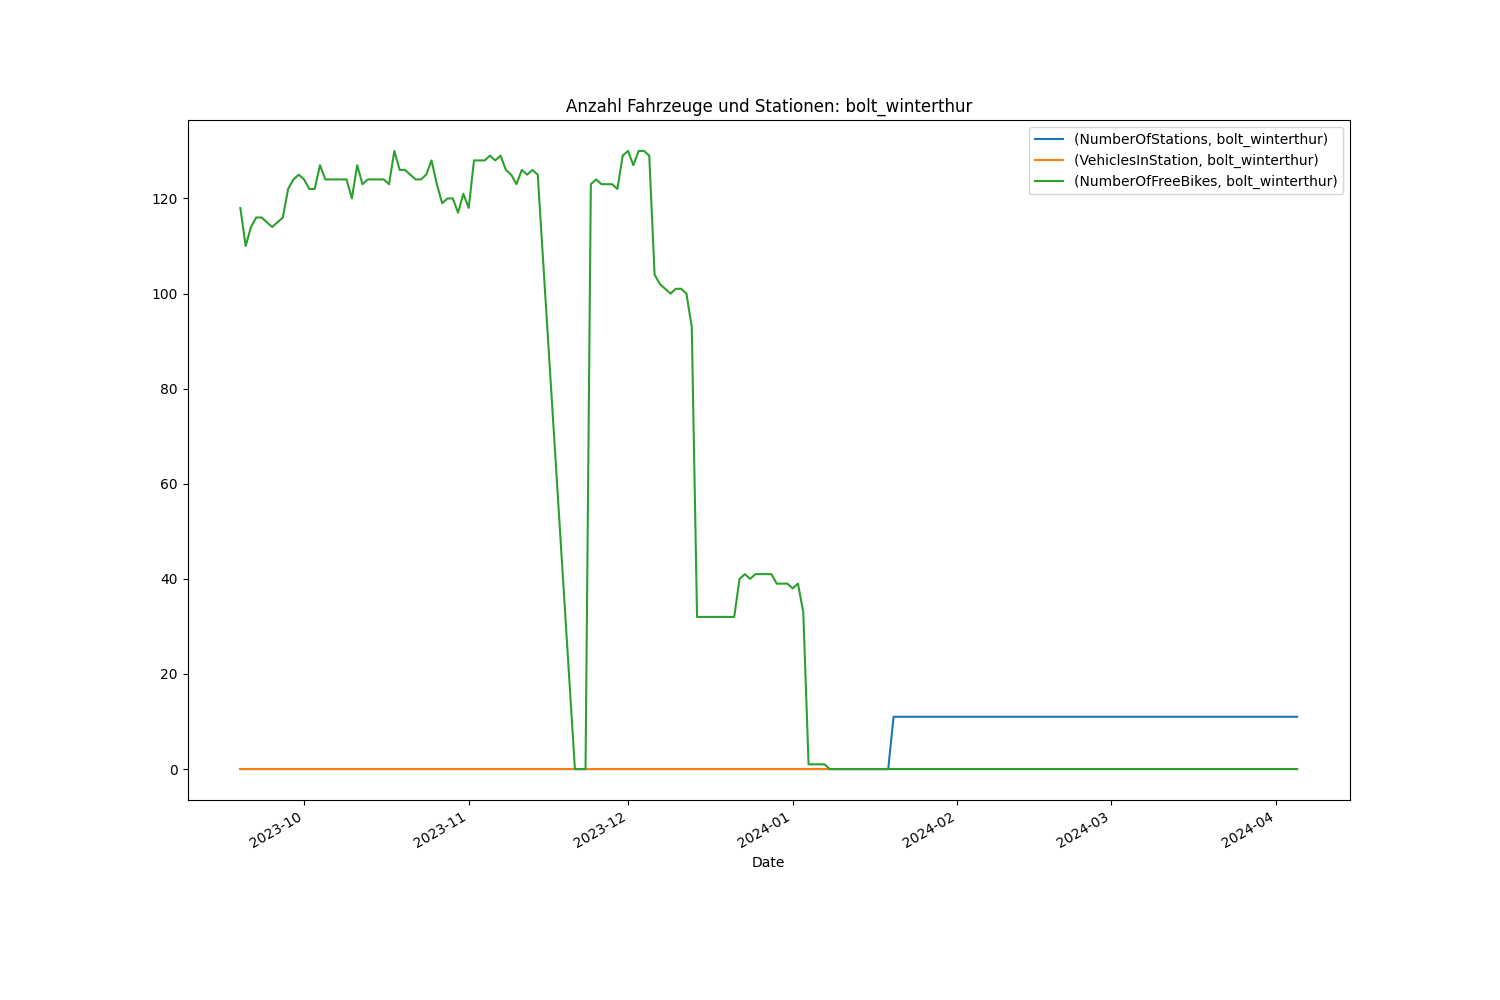 Anzahl Fahrzeuge und Stationen: bolt_winterthur
(NumberOfStations, bolt_winterthur)
(VehiclesInStation, bolt_winterthur)
(NumberOfFreeBikes, bolt_winterthur)
120
100
80
60
40
20
0
2023-10
2023-11
2023-12
2024-01
2024-02
2024-03
2024-04
Date